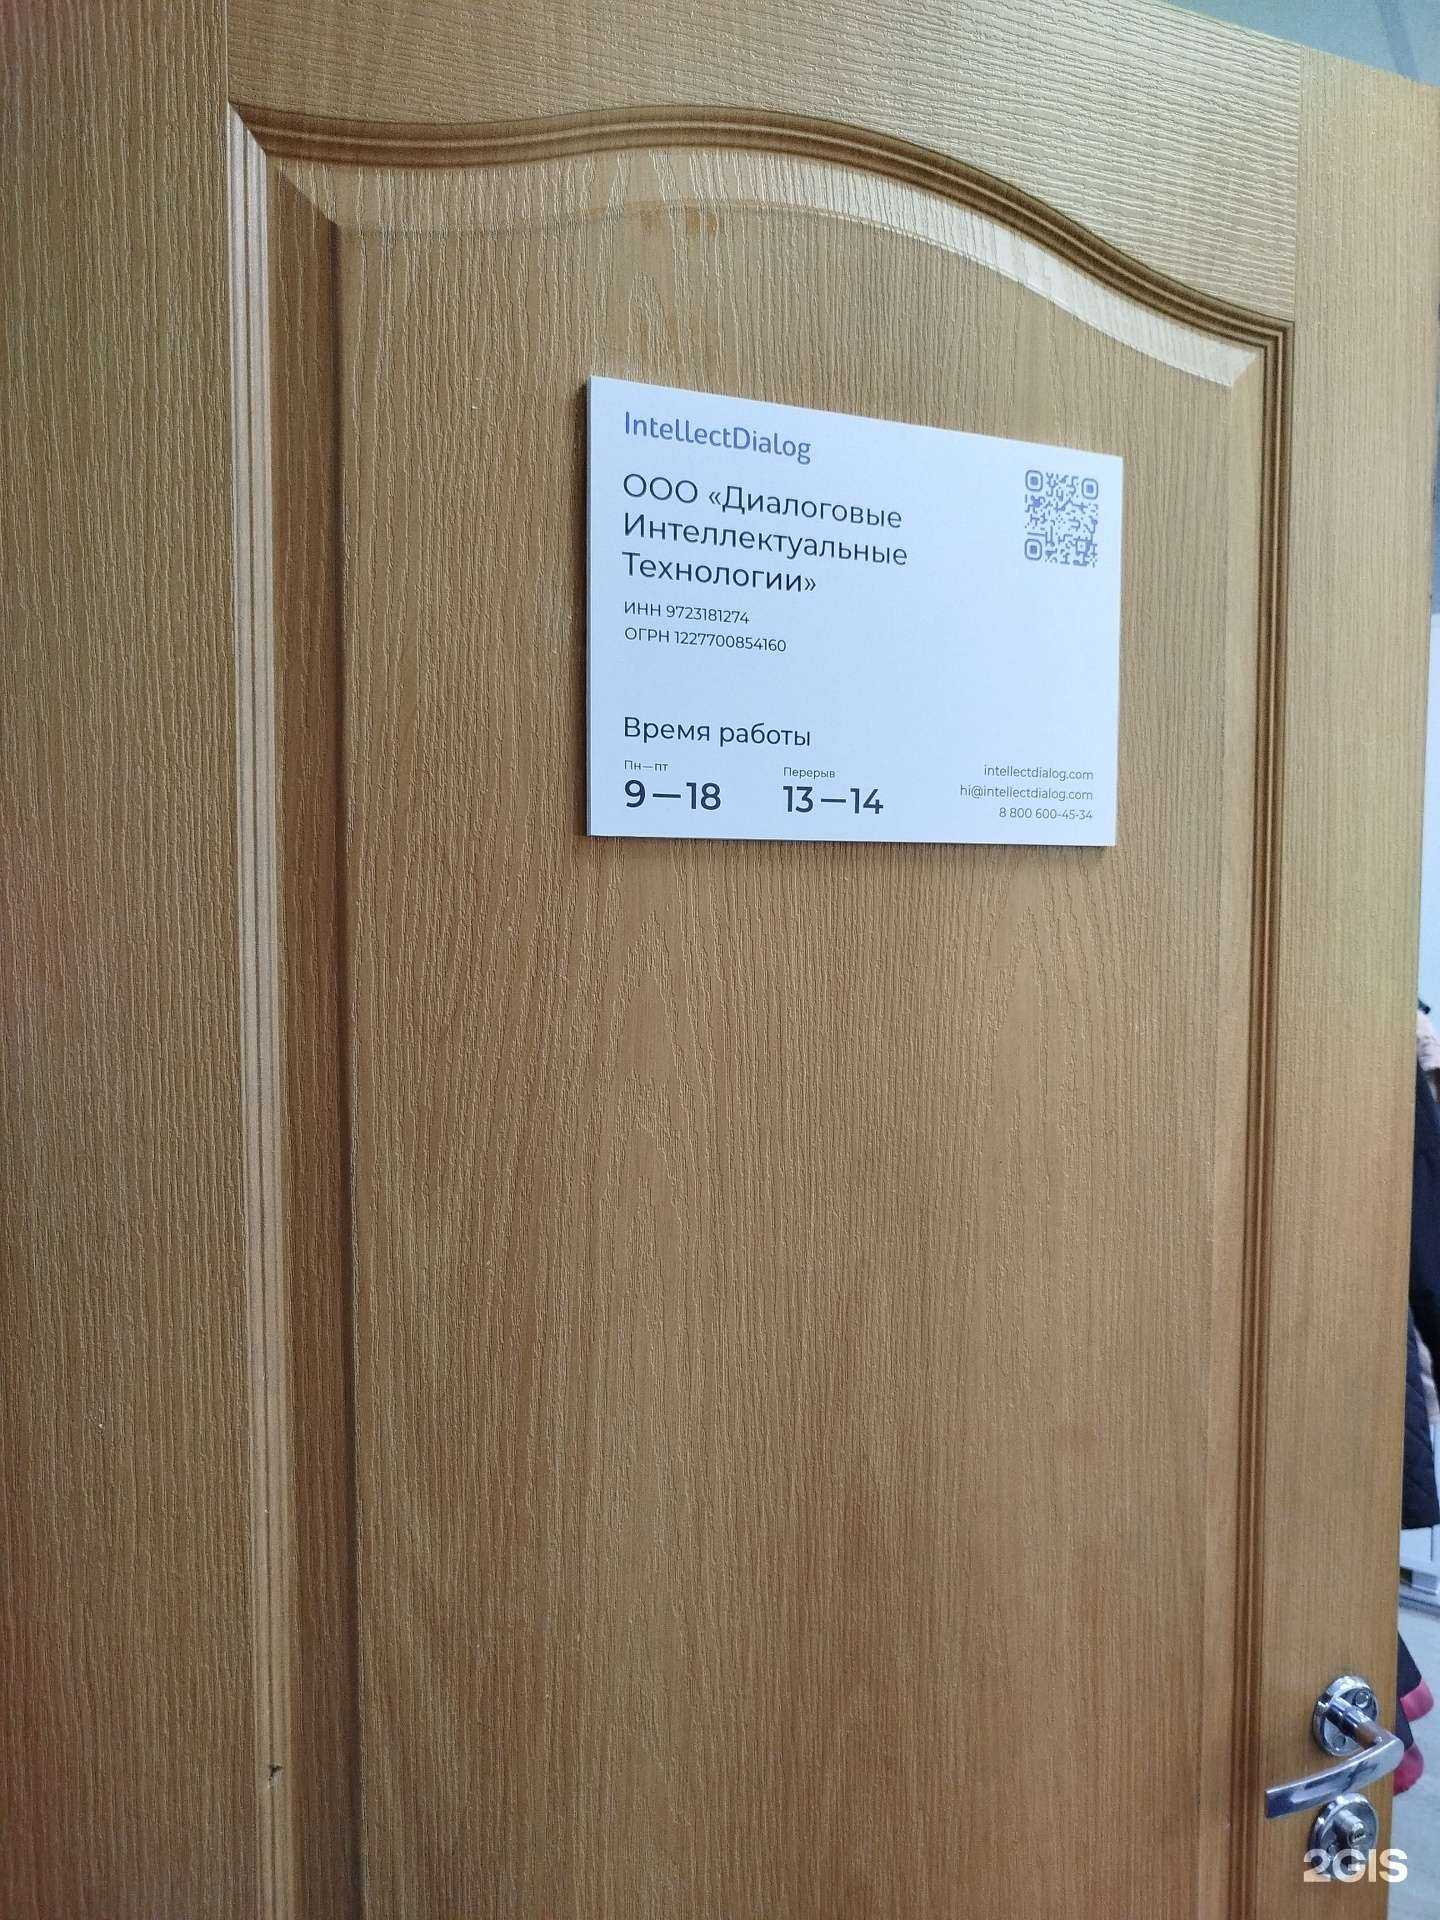 IntellectDialog
ООО «Диалоговые
Интеллектуальные
Технологии»
ИНН 9723181274
ОГРН 1227700854160
Время работы
Пн—пт
9—18
Перерыв
13—14
intellectdialog.com
hi@intellectdialog.com
8 800 600-45-34
2GIS